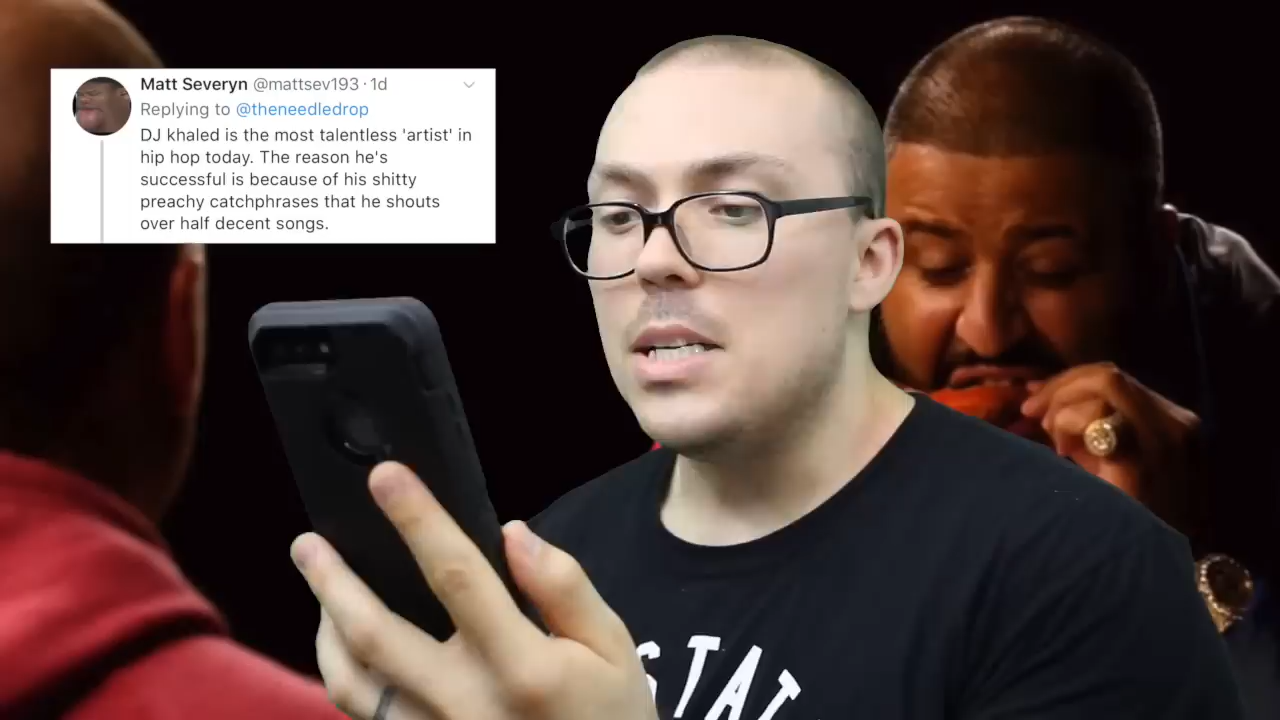 Matt Severyn @mattsev193 · 1d
Replying to @theneedledrop
DJ khaled is the most talentless 'artist' in
hip hop today. The reason he's
successful is because of his shitty
preachy catchphrases that he shouts
over half decent songs.
STAT